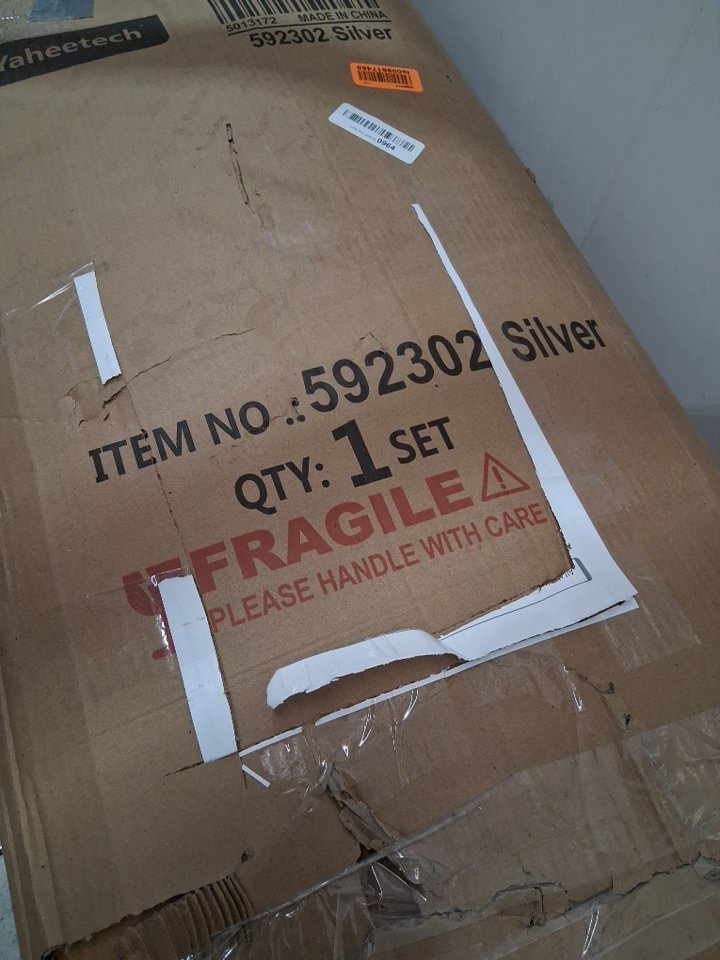 Yaheetech
5013172 MADE IN CHINA
592302 Silver
0964
ITEM NO.:592302 Silver
QTY: 1 SET
FRAGILE
PLEASE HANDLE WITH CARE